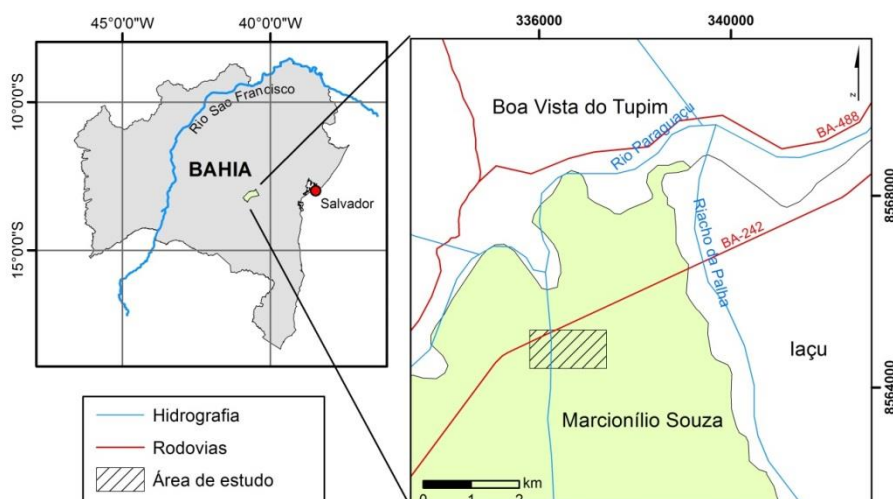 45°0'0"W
40°0'0"W
10°0'0"S
15°0'0"S
Rio Sao Francisco
BAHIA
Salvador
Hidrografia
Rodovias
Área de estudo
336000
340000
z
Boa Vista do Tupim
BA-488
Rio Paraguaçu
8568000
Riacho da Palha
BA-242
Iaçu
8564000
Marcionílio Souza
km
0 1 2